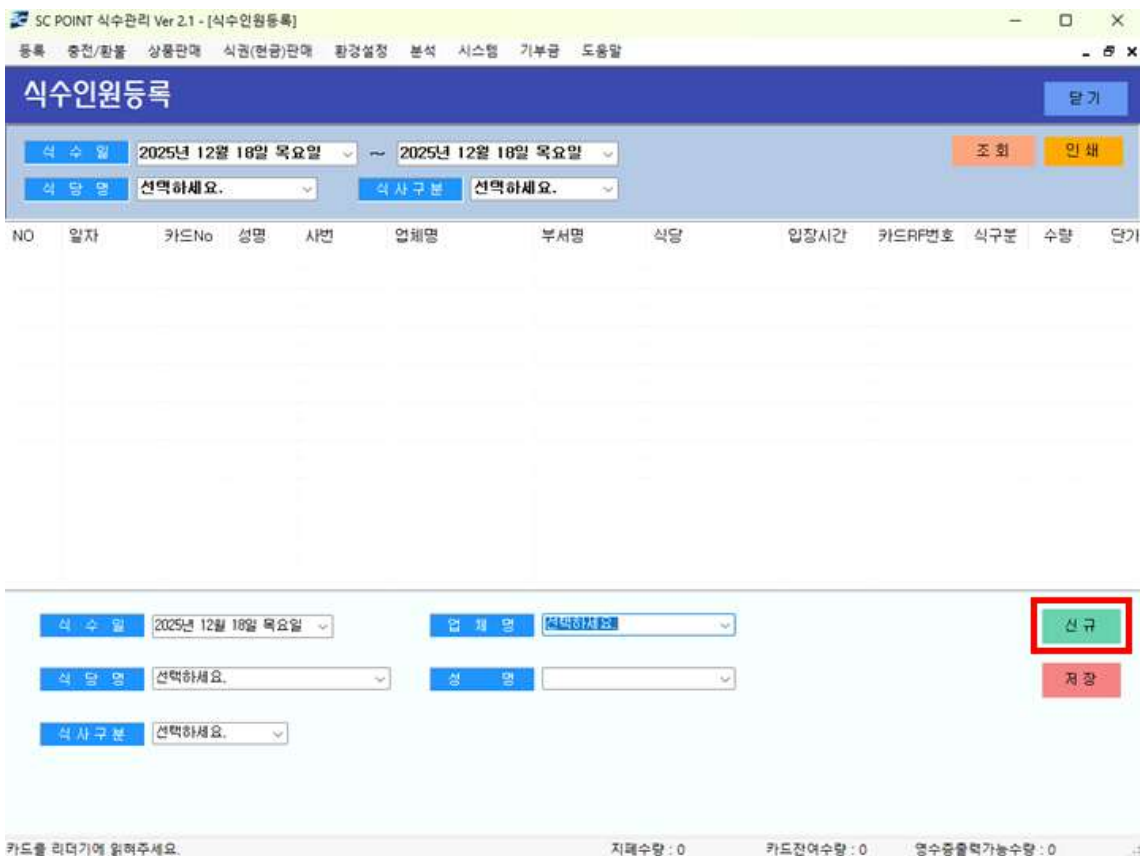 SC POINT 식수관리 Ver 2.1 - [식수인원등록]
등록 충전/환불 상품판매 식권(현금)판매 환경설정 분석 시스템 기부금 도움말
식수인원등록 닫기
식수일 2025년 12월 18일 목요일 ~ 2025년 12월 18일 목요일 조회 인쇄
식당명 선택하세요. 식사구분 선택하세요.
NO 일자 카드No 성명 사번 업체명 부서명 식당 입장시간 카드RF번호 식구분 수량 단가
식수일 2025년 12월 18일 목요일 업체명 선택하세요. 신규
식당명 선택하세요. 성명 저장
식사구분 선택하세요.
카드를 리더기에 읽혀주세요. 지폐수량 : 0 카드잔여수량 : 0 영수증출력가능수량 : 0